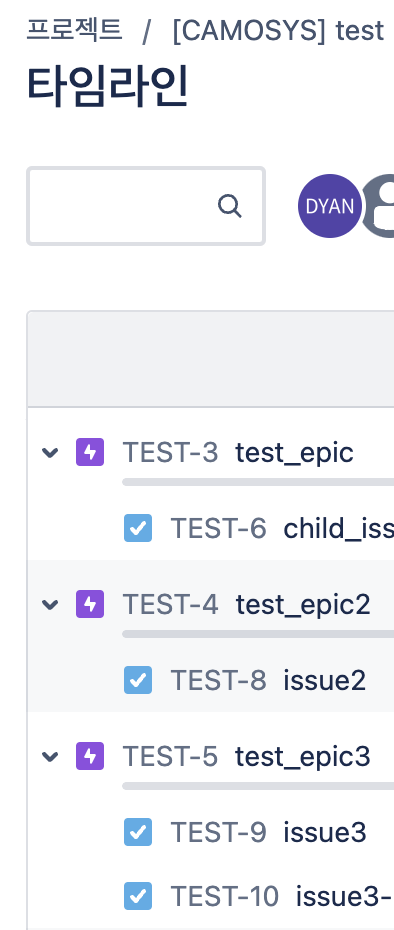 프로젝트 / [CAMOSYS] test
타임라인
DYAN
TEST-3 test_epic
TEST-6 child_iss
TEST-4 test_epic2
TEST-8 issue2
TEST-5 test_epic3
TEST-9 issue3
TEST-10 issue3-